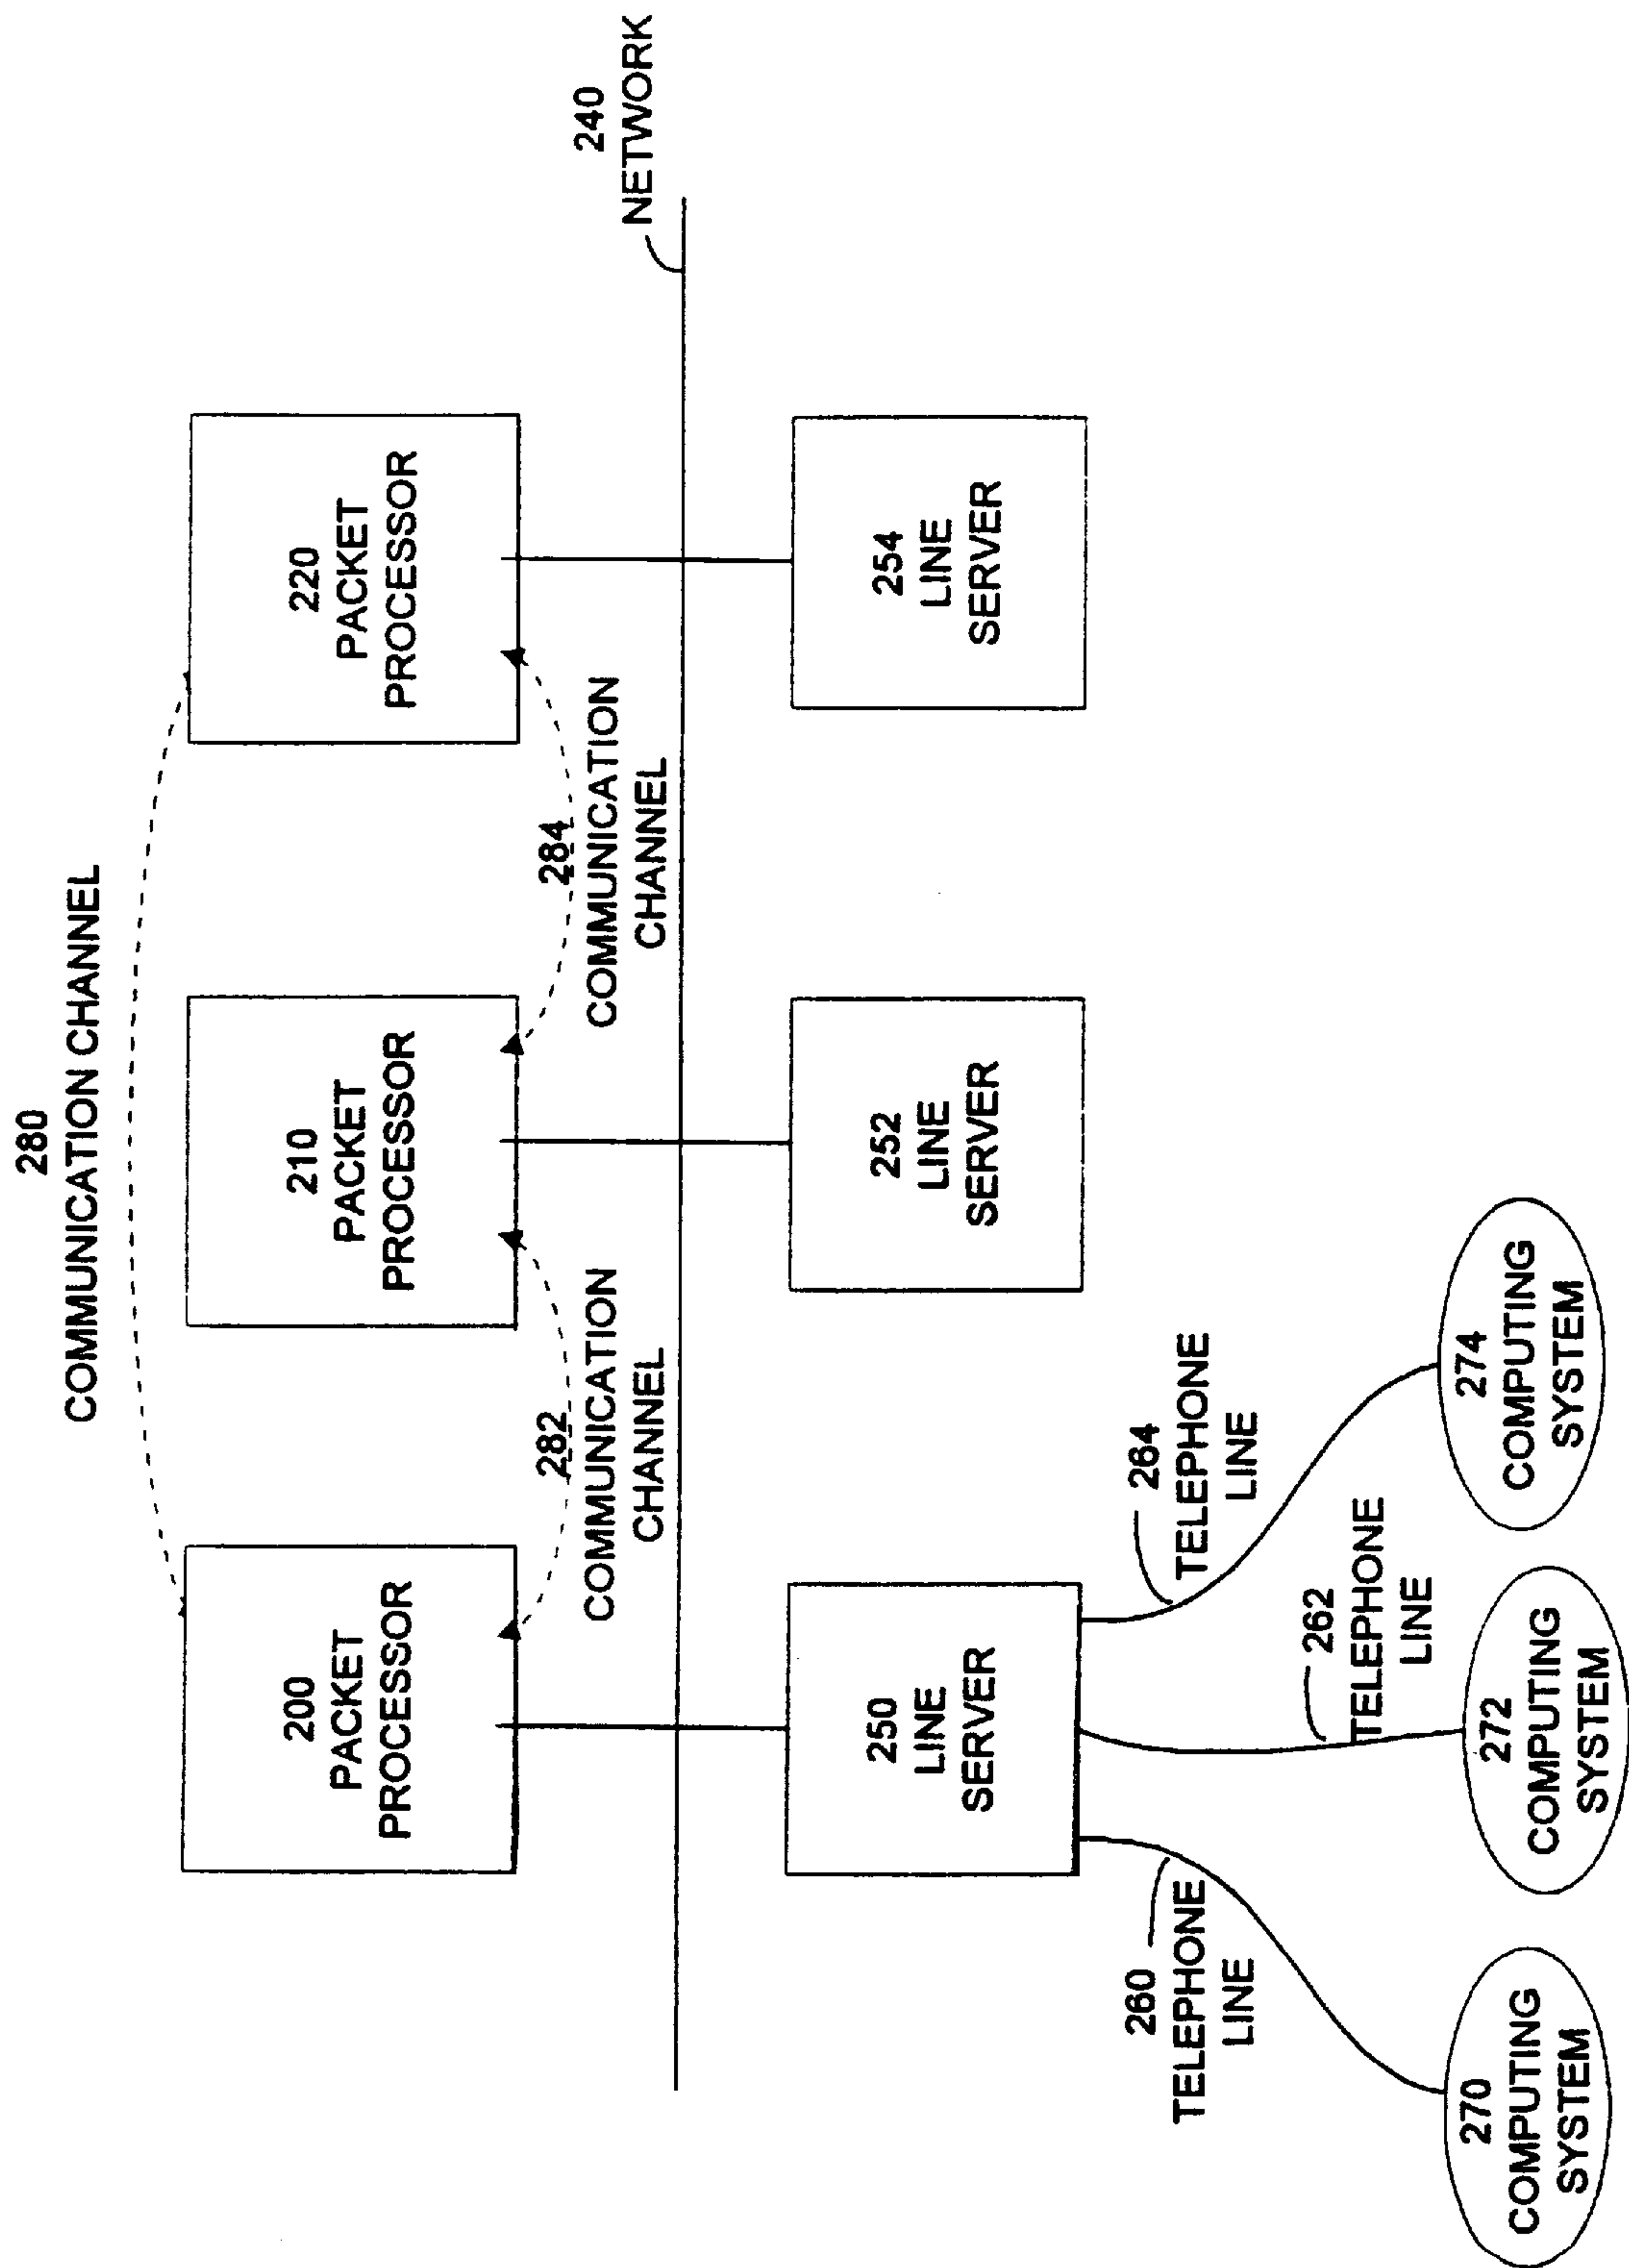 280
COMMUNICATION CHANNEL
200
PACKET
PROCESSOR
210
PACKET
PROCESSOR
220
PACKET
PROCESSOR
282
COMMUNICATION
CHANNEL
284
COMMUNICATION
CHANNEL
240
NETWORK
250
LINE
SERVER
252
LINE
SERVER
254
LINE
SERVER
260
TELEPHONE
LINE
262
TELEPHONE
LINE
264
TELEPHONE
LINE
270
COMPUTING
SYSTEM
272
COMPUTING
SYSTEM
274
COMPUTING
SYSTEM